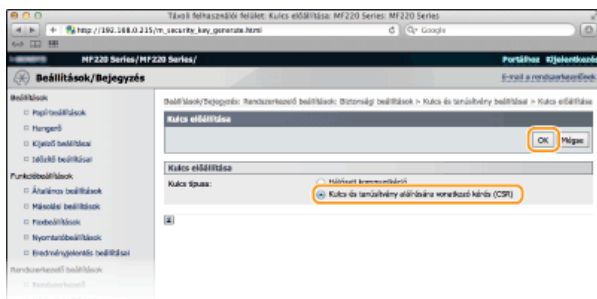 Távoli felhasználói felület: Kulcs előállítása: MF220 Series: MF220 Series
http://192.168.0.215/m_security_key_generate.html
Google
MF220 Series/MF220 Series/
Portálhoz Kijelentkezés
Beállítások/Bejegyzés
E-mail a rendszerkezelőnek
Beállítások
Papírbeállítások
Hangerő
Kijelző beállításai
Időzítő beállításai
Funkcióbeállítások
Általános beállítások
Másolási beállítások
Faxbeállítások
Nyomtatóbeállítások
Eredményjelentés beállításai
Rendszerkezelő beállítások
Rendszerkezelő
Beállítás/Bejegyzés: Rendszerkezelő beállítások: Biztonsági beállítások > Kulcs és tanúsítvány beállításai > Kulcs előállítása
Kulcs előállítása
OK Mégse
Kulcs előállítása
Kulcs típusa:
Hálózati kommunikáció
Kulcs és tanúsítvány aláírására vonatkozó kérés (CSR)